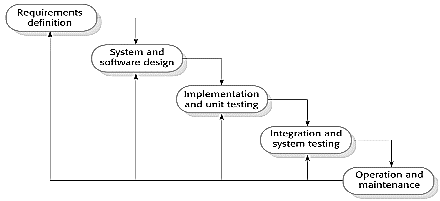 Requirements
definition
System and
software design
Implementation
and unit testing
Integration and
system testing
Operation and
maintenance